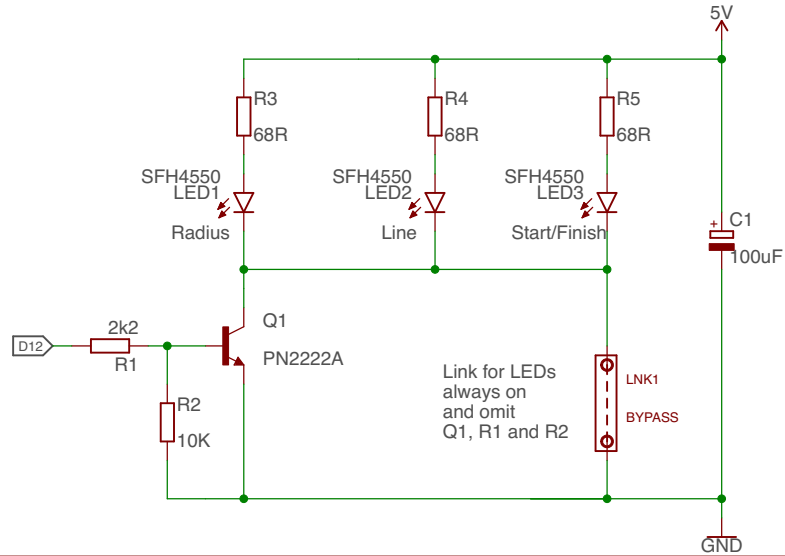 5V
R3
68R
R4
68R
R5
68R
SFH4550
LED1
SFH4550
LED2
SFH4550
LED3
Radius
Line
Start/Finish
+
C1
100uF
Q1
PN2222A
D12
2k2
R1
R2
10K
Link for LEDs
always on
and omit
Q1, R1 and R2
LNK1
BYPASS
GND